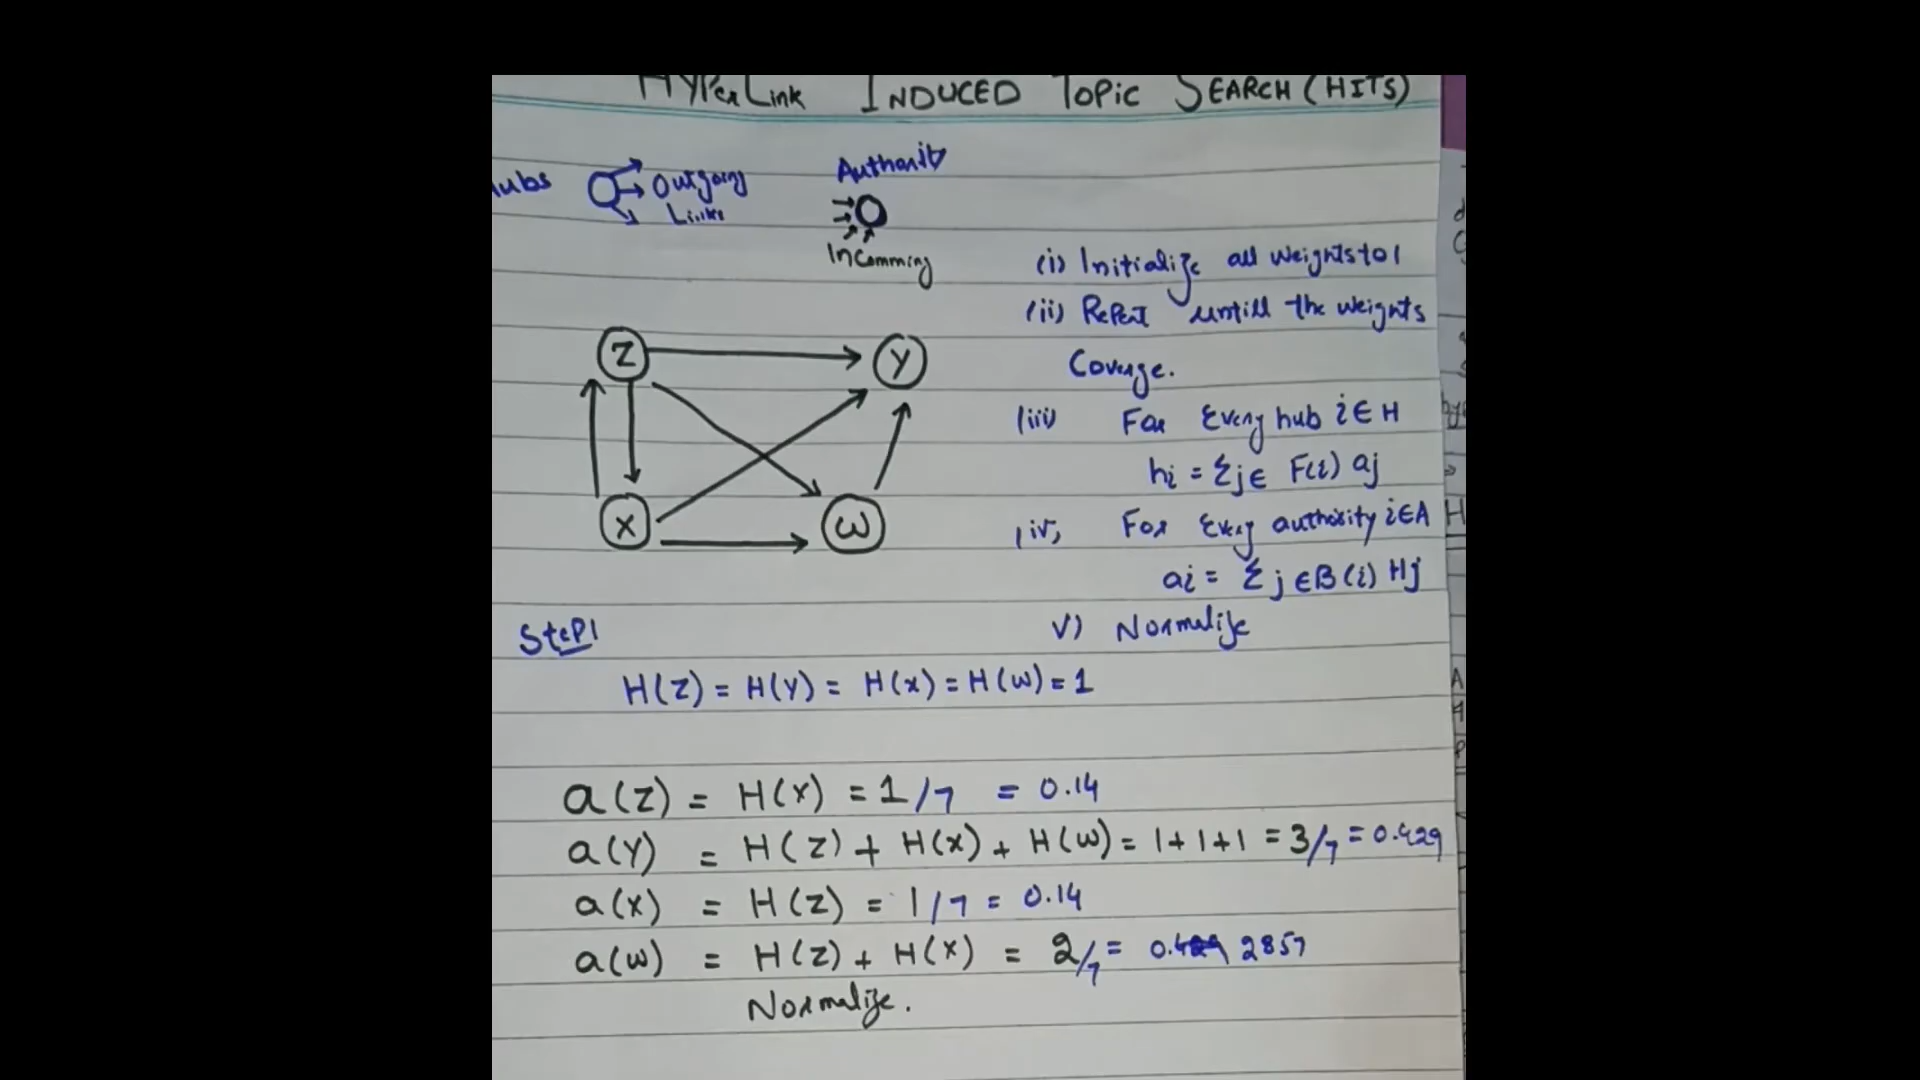 HyperLink INDUCED Topic SEARCH (HITS)
hubs
Outgoing
Links
Authority
Incomming
(i) Initialize all weights to 1
(ii) Repeat untill the weights
Coverge.
(iii) For Every hub i ∈ H
hi = Σj∈ F(i) aj
iv, For Every authority i∈A
ai = Σ j ∈B(i) Hj
v) Normalize
Z
Y
X
W
Step1
H(Z) = H(Y) = H(x) = H(w) = 1
a(Z) = H(x) = 1/7 = 0.14
a(Y) = H(Z) + H(x) + H(w) = 1+1+1 = 3/7 = 0.429
a(x) = H(Z) = 1/7 = 0.14
a(w) = H(Z) + H(x) = 2/7 = 0. 2857
Normalize.